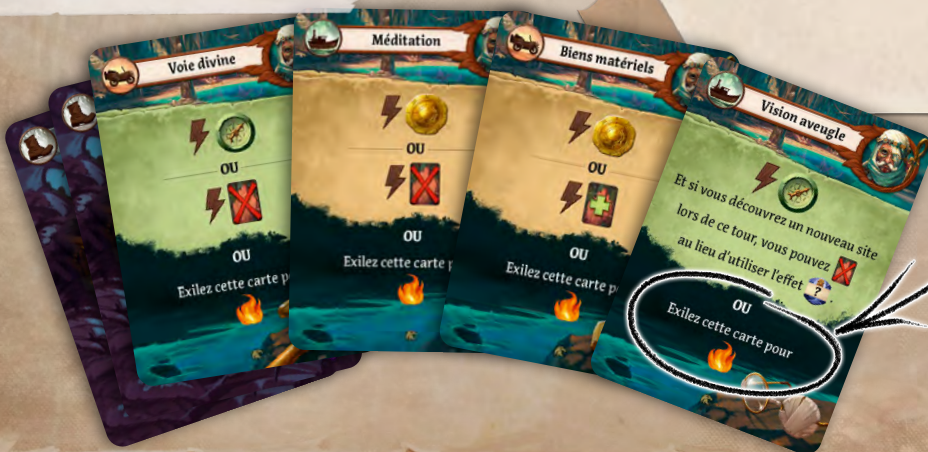 Voie divine
OU
OU
Exilez cette carte
Méditation
OU
OU
Exilez cette carte
Biens matériels
OU
OU
Exilez cette carte
Vision aveugle
Et si vous découvrez un nouveau site
lors de ce tour, vous pouvez
au lieu d'utiliser l'effet ?
OU
Exilez cette carte pour